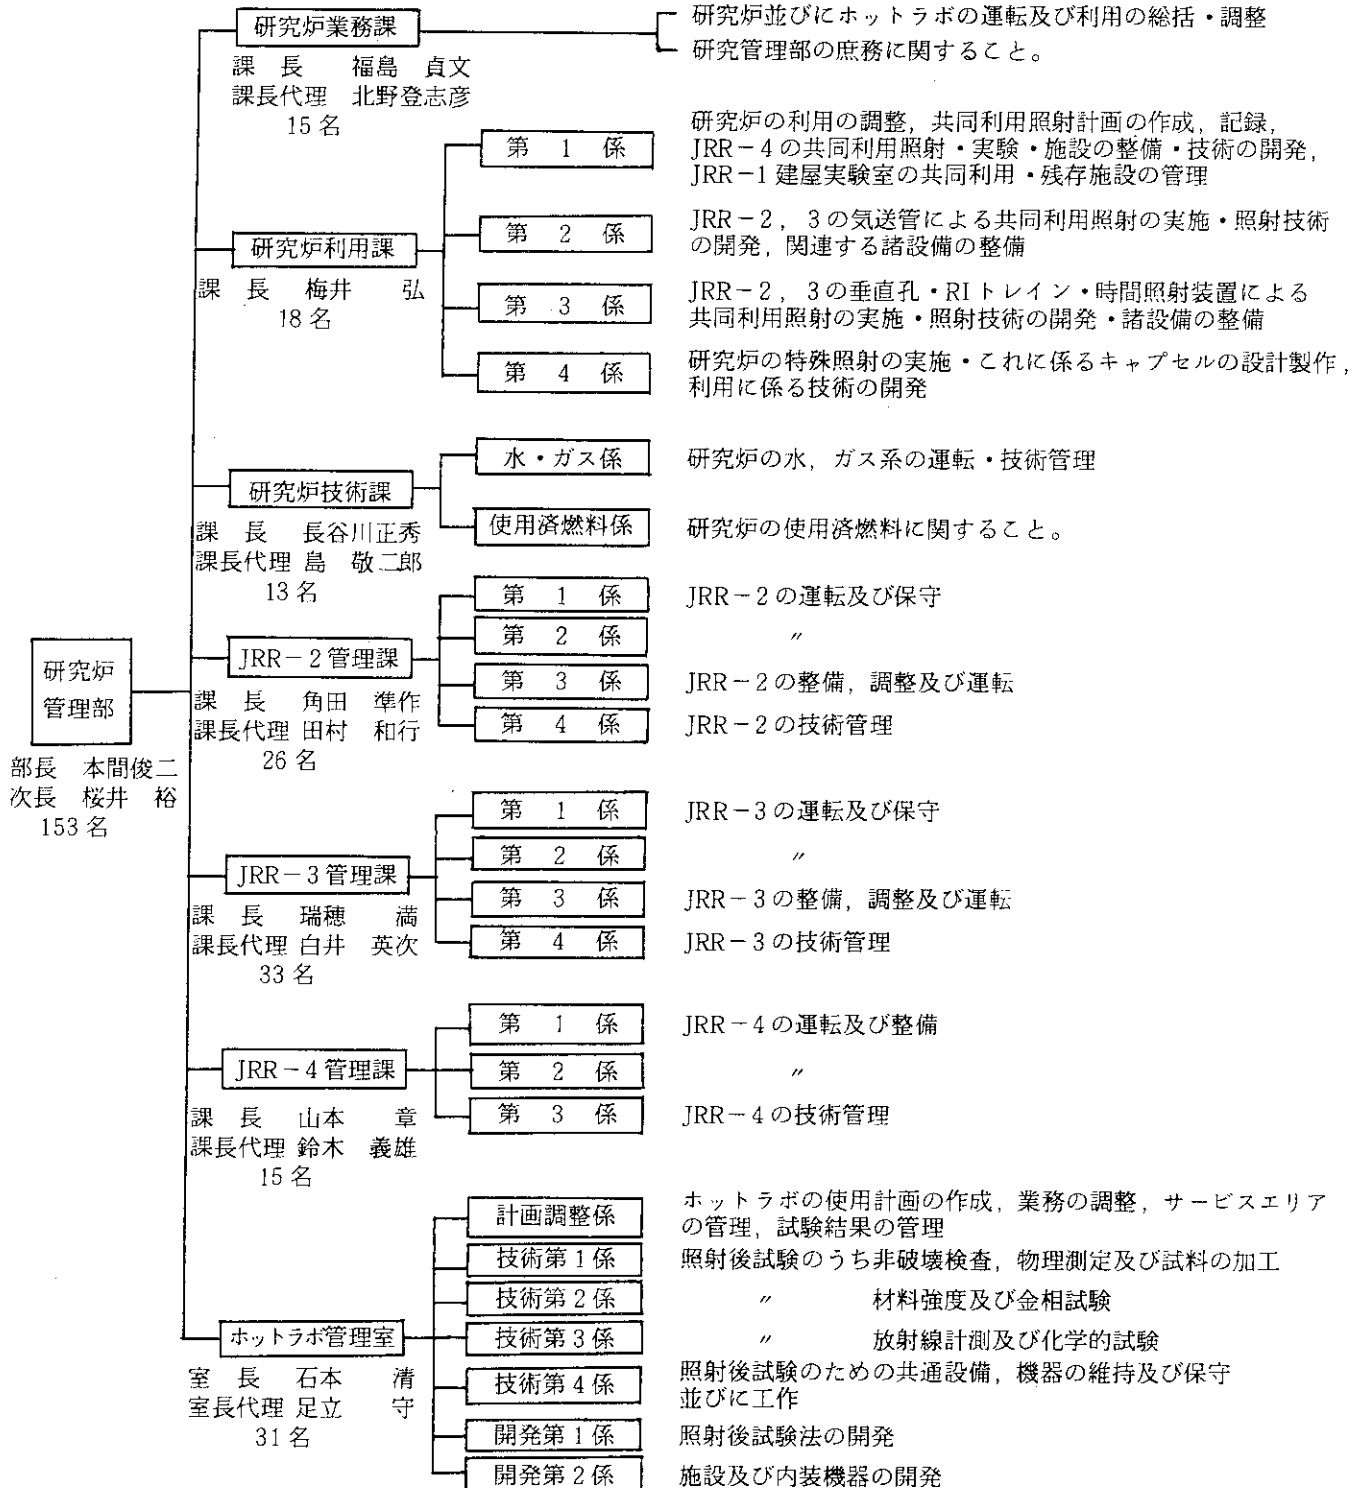 研究炉
管理部
部長　本間俊二
次長　桜井　裕
153名
研究炉業務課
課　長　　福島　貞文
課長代理　北野登志彦
15名
研究炉並びにホットラボの運転及び利用の総括・調整
研究管理部の庶務に関すること。
研究炉利用課
課　長　梅井　　弘
18名
第　1　係
研究炉の利用の調整，共同利用照射計画の作成，記録，
JRR－4の共同利用照射・実験・施設の整備・技術の開発，
JRR－1建屋実験室の共同利用・残存施設の管理
第　2　係
JRR－2，3の気送管による共同利用照射の実施・照射技術
の開発，関連する諸設備の整備
第　3　係
JRR－2，3の垂直孔・RIトレイン・時間照射装置による
共同利用照射の実施・照射技術の開発・諸設備の整備
第　4　係
研究炉の特殊照射の実施・これに係るキャプセルの設計製作，
利用に係る技術の開発
研究炉技術課
課　長　長谷川正秀
課長代理　島　敬二郎
13名
水・ガス係
研究炉の水，ガス系の運転・技術管理
使用済燃料係
研究炉の使用済燃料に関すること。
JRR－2管理課
課　長　角田　準作
課長代理　田村　和行
26名
第　1　係
JRR－2の運転及び保守
第　2　係
〃
第　3　係
JRR－2の整備，調整及び運転
第　4　係
JRR－2の技術管理
JRR－3管理課
課　長　瑞穂　　満
課長代理　白井　英次
33名
第　1　係
JRR－3の運転及び保守
第　2　係
〃
第　3　係
JRR－3の整備，調整及び運転
第　4　係
JRR－3の技術管理
JRR－4管理課
課　長　山本　　章
課長代理　鈴木　義雄
15名
第　1　係
JRR－4の運転及び整備
第　2　係
〃
第　3　係
JRR－4の技術管理
ホットラボ管理室
室　長　石本　　清
室長代理　足立　　守
31名
計画調整係
ホットラボの使用計画の作成，業務の調整，サービスエリア
の管理，試験結果の管理
技術第1係
照射後試験のうち非破壊検査，物理測定及び試料の加工
技術第2係
〃　材料強度及び金相試験
技術第3係
〃　放射線計測及び化学的試験
技術第4係
照射後試験のための共通設備，機器の維持及び保守
並びに工作
開発第1係
照射後試験法の開発
開発第2係
施設及び内装機器の開発